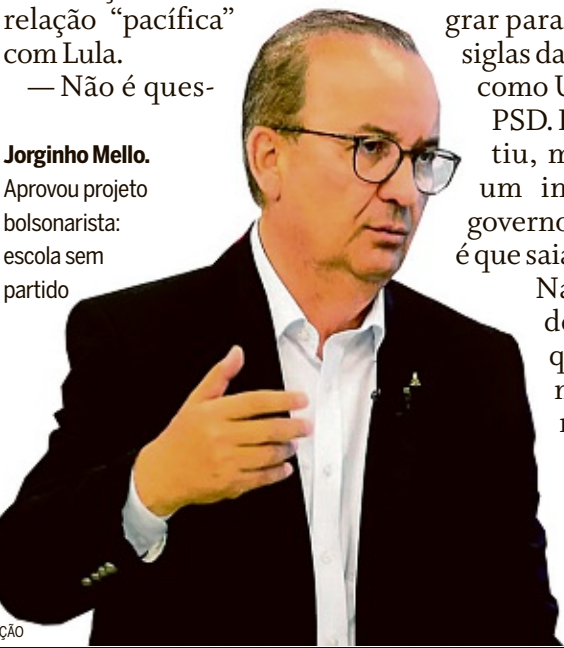 relação “pacífica”
com Lula.
— Não é ques-
Jorginho Mello.
Aprovou projeto
bolsonarista:
escola sem
partido
grar para
siglas da
como U
PSD.
tiu, m
um in
governo
é que saia
Na
de
q
n
ÇÃO